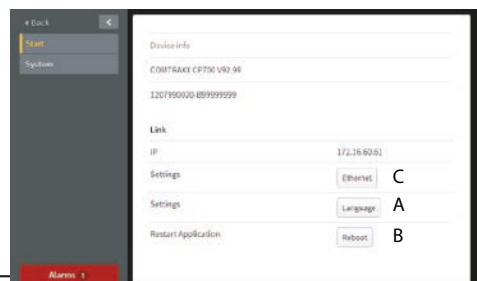 Back
Start
System
Device info
COMTRAXX CP700 V92.99
1207990020-B99999999
Link
IP 172.16.60.61
Settings Ethernet C
Settings Language A
Restart Application Reboot B
Alarms 1